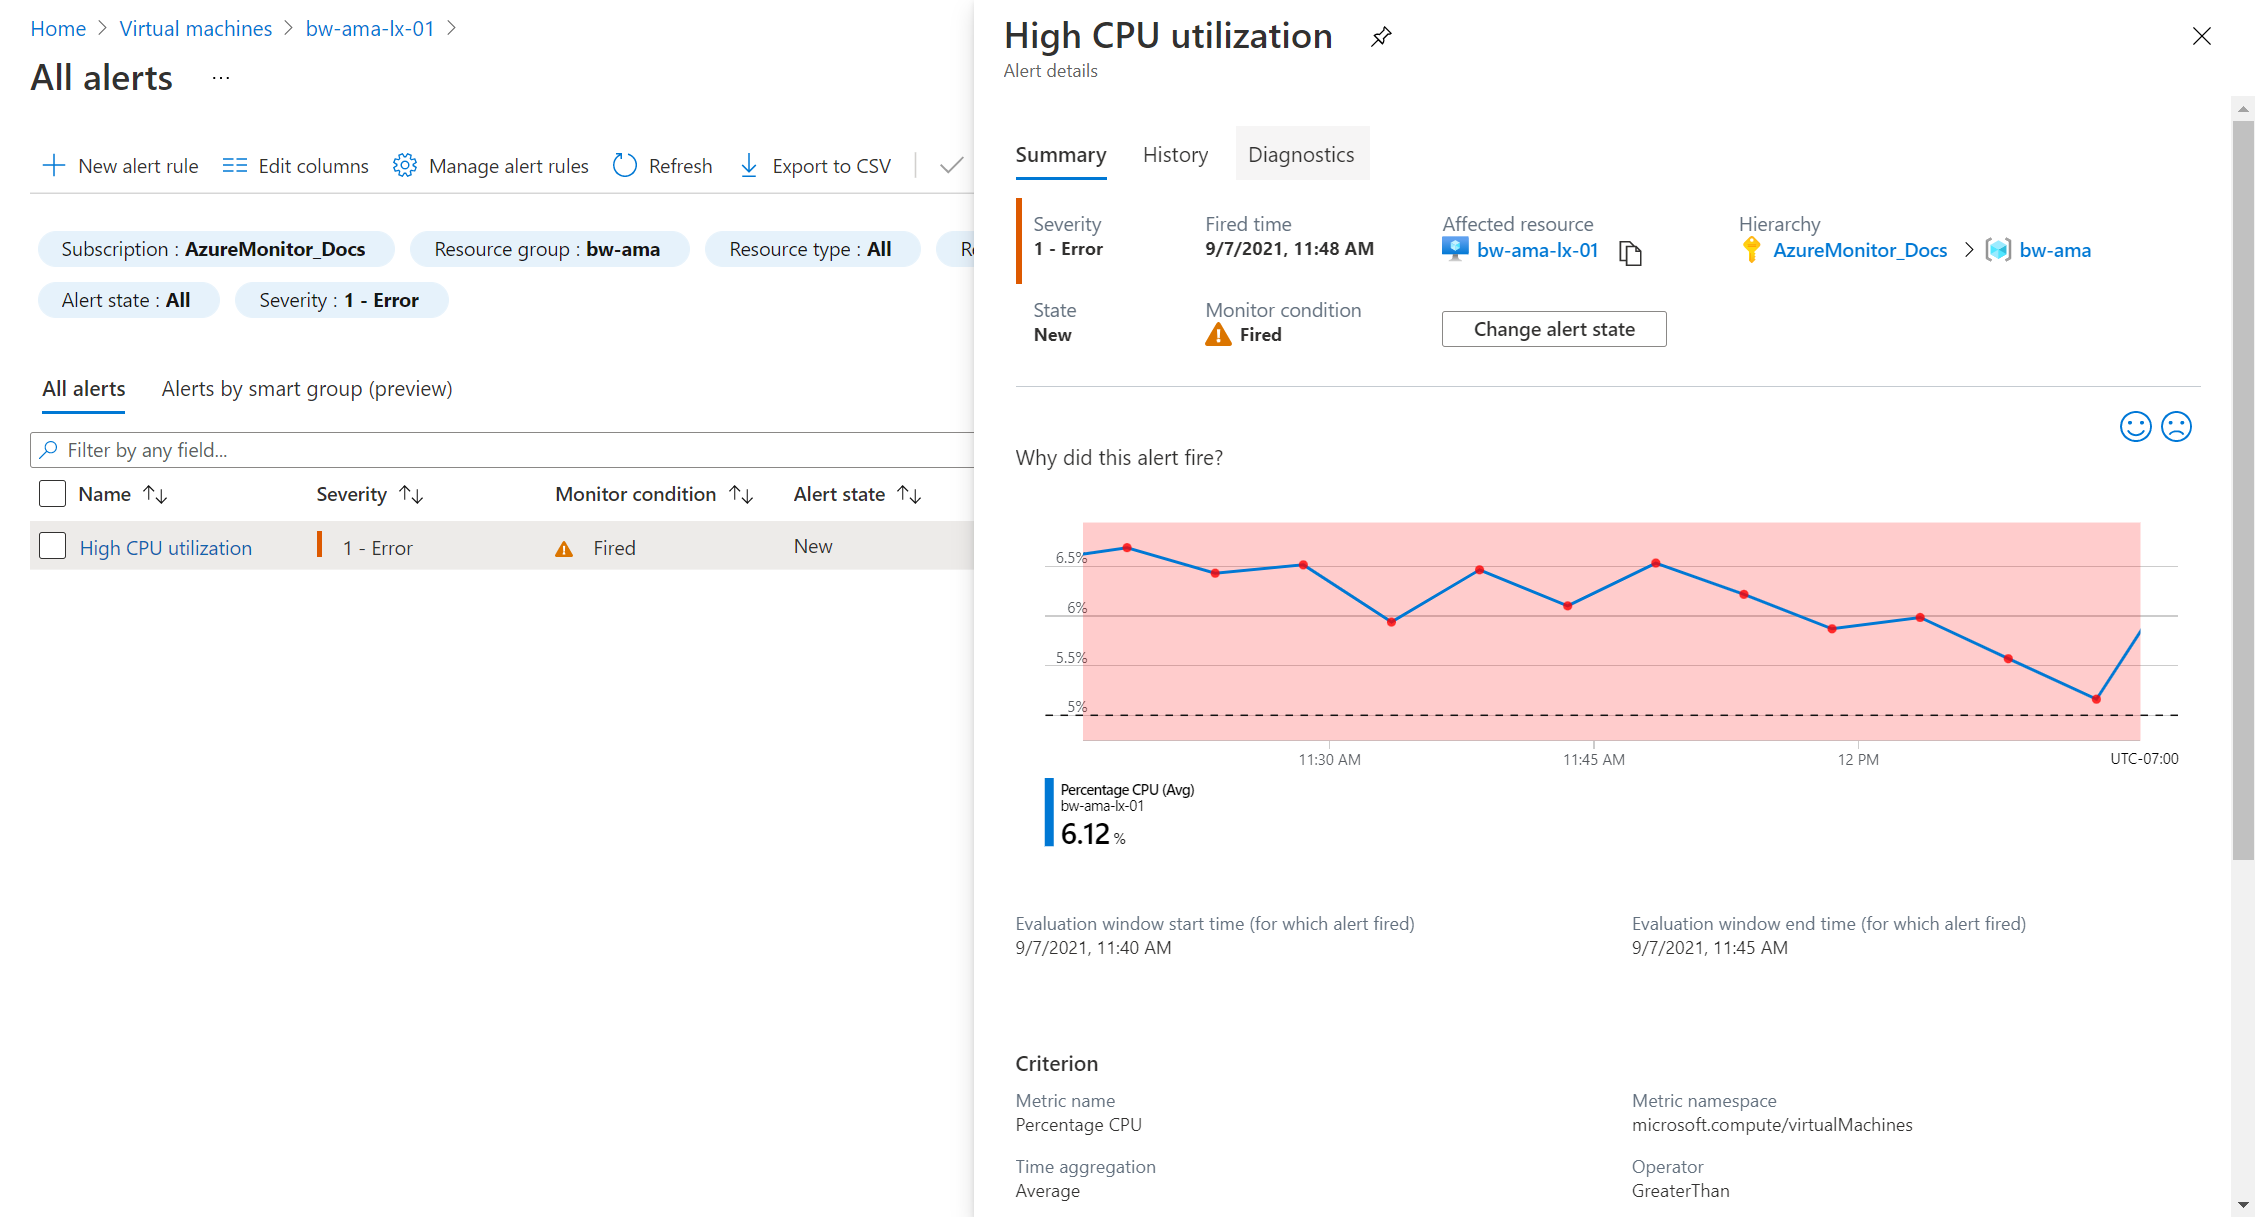 Home > Virtual machines > bw-ama-lx-01 >
All alerts ...
New alert rule Edit columns Manage alert rules Refresh Export to CSV
Subscription : AzureMonitor_Docs Resource group : bw-ama Resource type : All
Alert state : All Severity : 1 - Error
All alerts Alerts by smart group (preview)
Filter by any field...
Name Severity Monitor condition Alert state
High CPU utilization 1 - Error Fired New
High CPU utilization
Alert details
Summary History Diagnostics
Severity Fired time Affected resource Hierarchy
1 - Error 9/7/2021, 11:48 AM bw-ama-lx-01 AzureMonitor_Docs > bw-ama
State Monitor condition
New Fired Change alert state
Why did this alert fire?
6.5%
6%
5.5%
5%
11:30 AM 11:45 AM 12 PM UTC-07:00
Percentage CPU (Avg)
bw-ama-lx-01
6.12 %
Evaluation window start time (for which alert fired) Evaluation window end time (for which alert fired)
9/7/2021, 11:40 AM 9/7/2021, 11:45 AM
Criterion
Metric name Metric namespace
Percentage CPU microsoft.compute/virtualMachines
Time aggregation Operator
Average GreaterThan